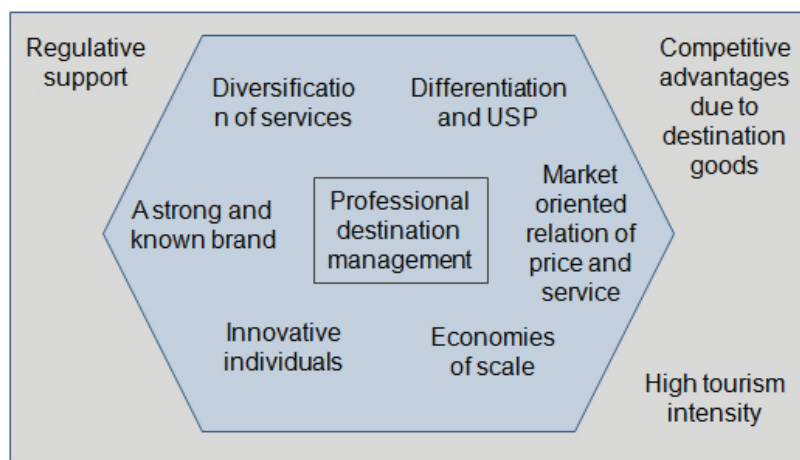 Regulative
support
Competitive
advantages
due to
destination
goods
Diversificatio
n of services
Differentiation
and USP
A strong and
known brand
Professional
destination
management
Market
oriented
relation of
price and
service
Innovative
individuals
Economies
of scale
High tourism
intensity